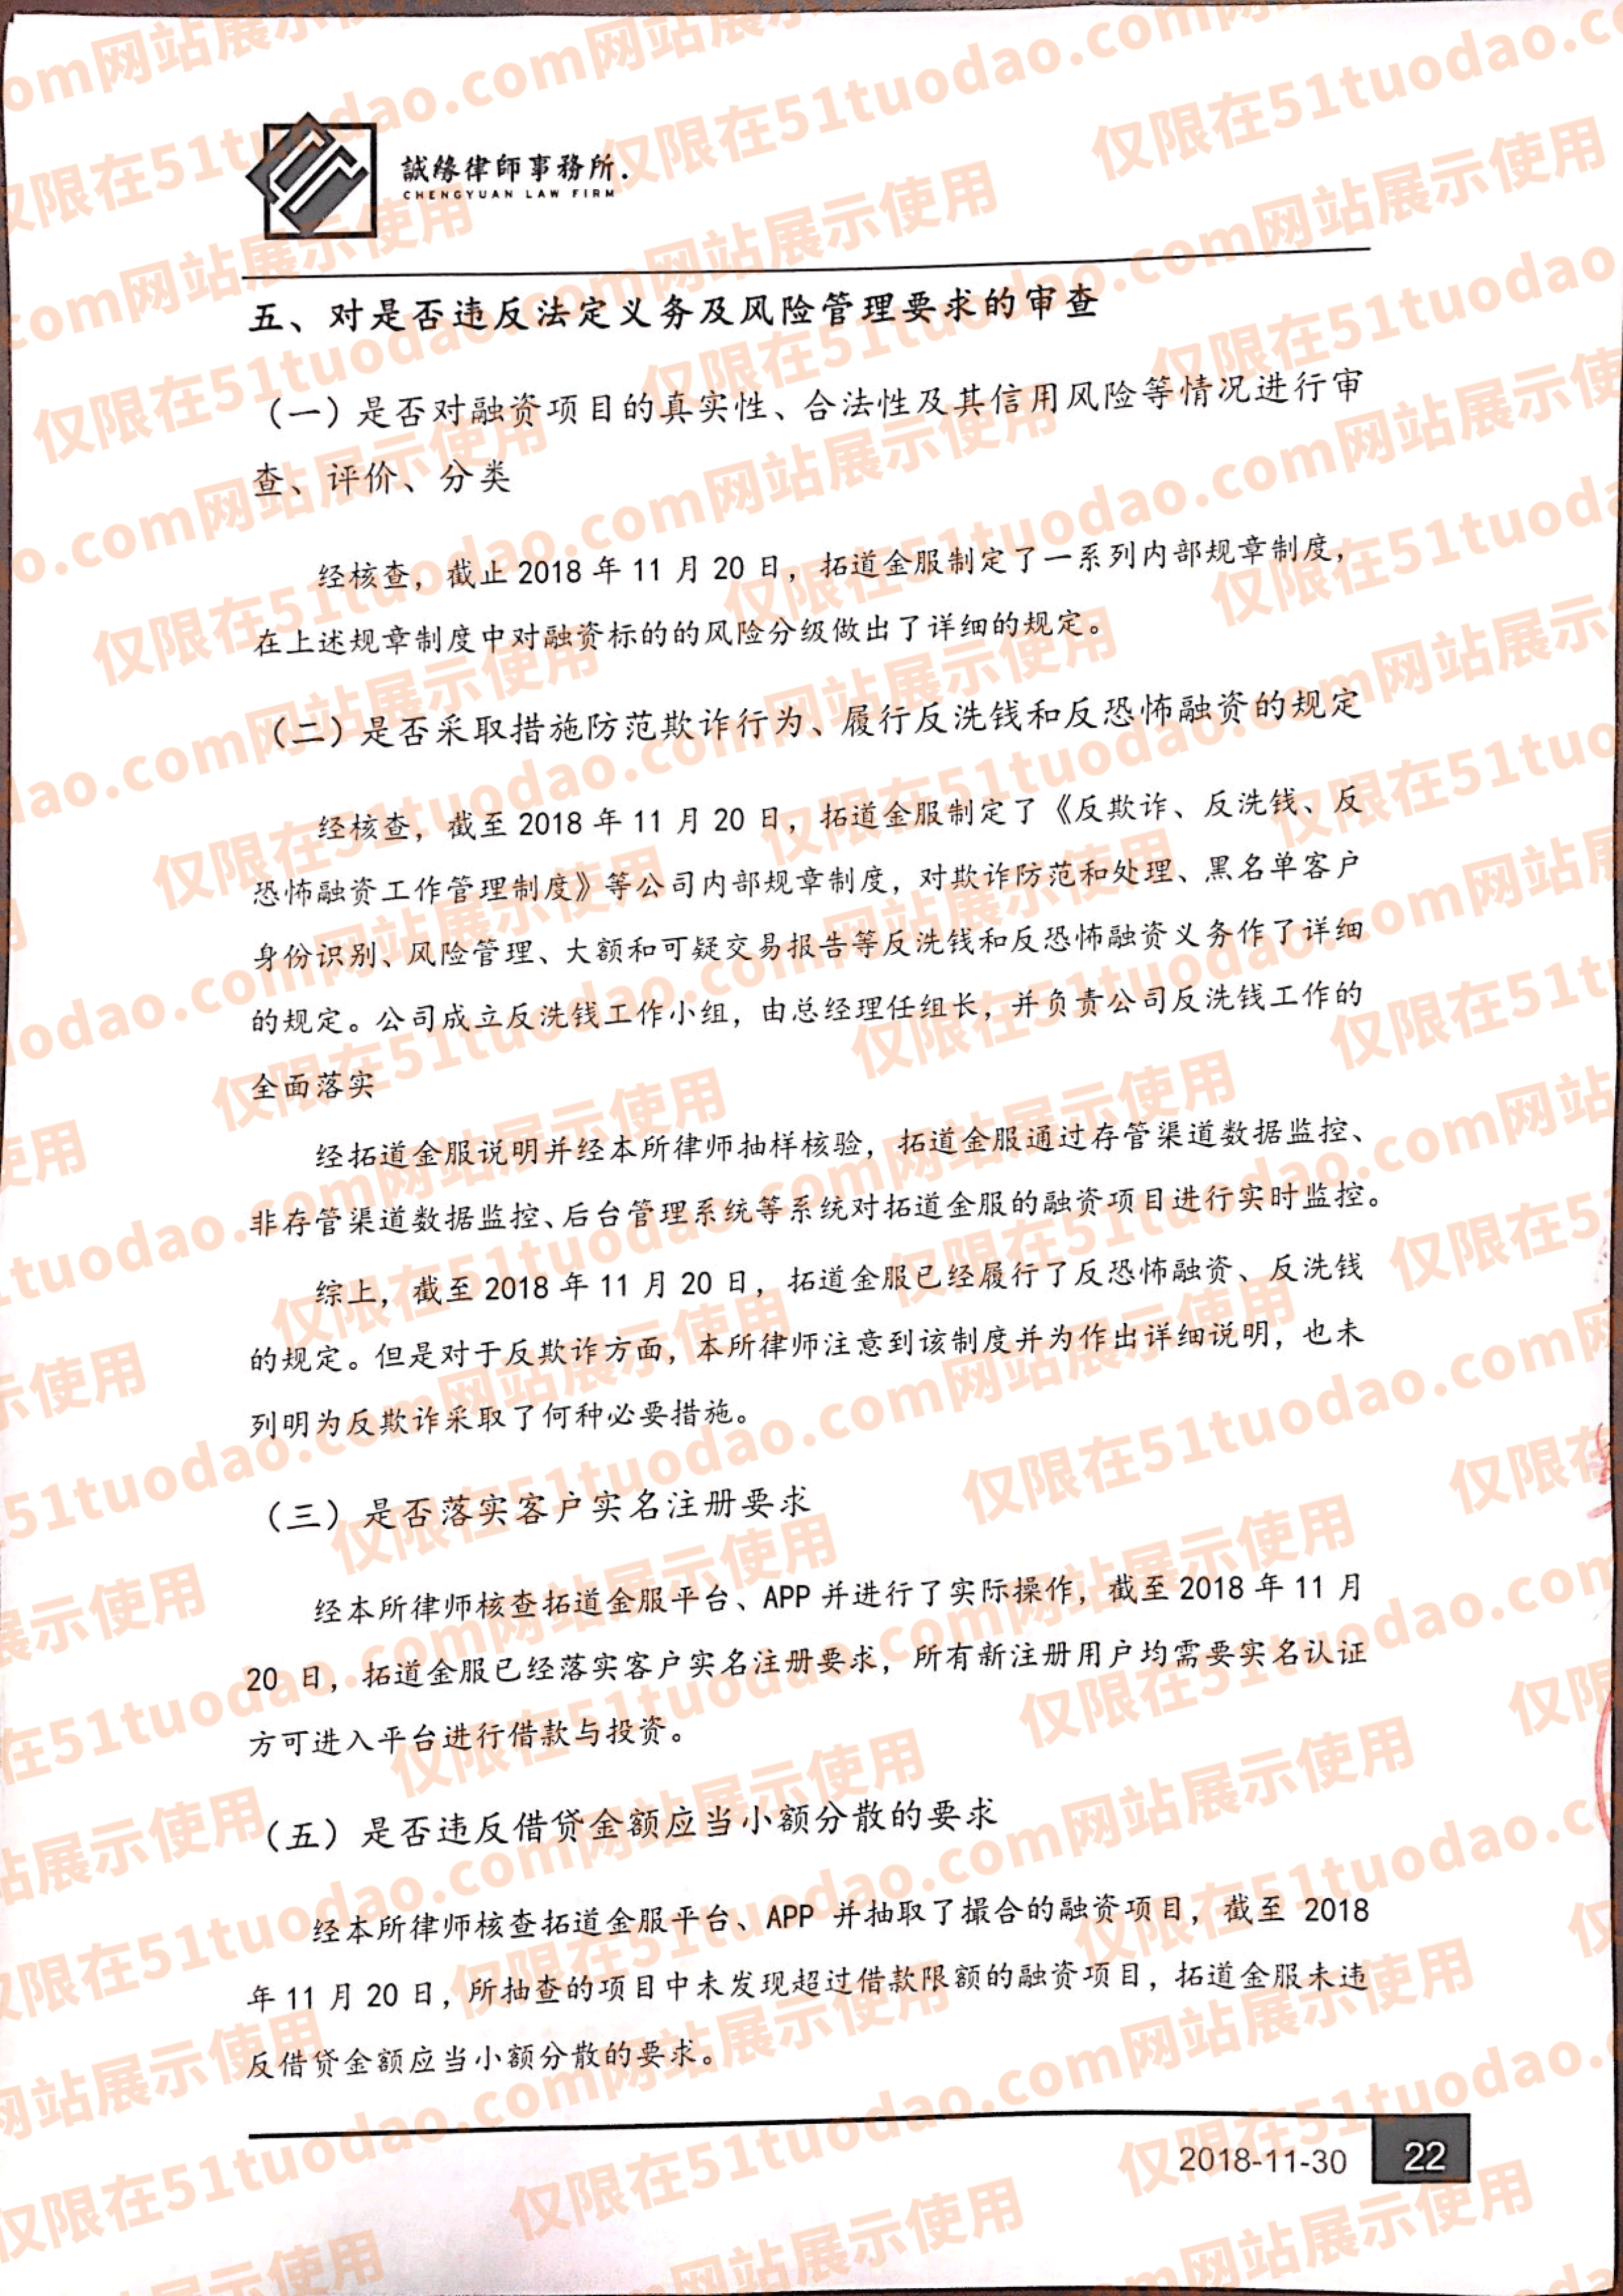 誠缘律師事務所.
CHENGYUAN LAW FIRM
五、对是否违反法定义务及风险管理要求的审查
（一）是否对融资项目的真实性、合法性及其信用风险等情况进行审
查、评价、分类
经核查，截止 2018 年 11 月 20 日，拓道金服制定了一系列内部规章制度，
在上述规章制度中对融资标的的风险分级做出了详细的规定。
（二）是否采取措施防范欺诈行为、履行反洗钱和反恐怖融资的规定
经核查，截至 2018 年 11 月 20 日，拓道金服制定了《反欺诈、反洗钱、反
恐怖融资工作管理制度》等公司内部规章制度，对欺诈防范和处理、黑名单客户
身份识别、风险管理、大额和可疑交易报告等反洗钱和反恐怖融资义务作了详细
的规定。公司成立反洗钱工作小组，由总经理任组长，并负责公司反洗钱工作的
全面落实
经拓道金服说明并经本所律师抽样核验，拓道金服通过存管渠道数据监控、
非存管渠道数据监控、后台管理系统等系统对拓道金服的融资项目进行实时监控。
综上，截至 2018 年 11 月 20 日，拓道金服已经履行了反恐怖融资、反洗钱
的规定。但是对于反欺诈方面，本所律师注意到该制度并为作出详细说明，也未
列明为反欺诈采取了何种必要措施。
（三）是否落实客户实名注册要求
经本所律师核查拓道金服平台、APP 并进行了实际操作，截至 2018 年 11 月
20 日，拓道金服已经落实客户实名注册要求，所有新注册用户均需要实名认证
方可进入平台进行借款与投资。
（五）是否违反借贷金额应当小额分散的要求
经本所律师核查拓道金服平台、APP 并抽取了撮合的融资项目，截至 2018
年 11 月 20 日，所抽查的项目中未发现超过借款限额的融资项目，拓道金服未违
反借贷金额应当小额分散的要求。
2018-11-30 22
仅限在51tuodao.com网站展示使用